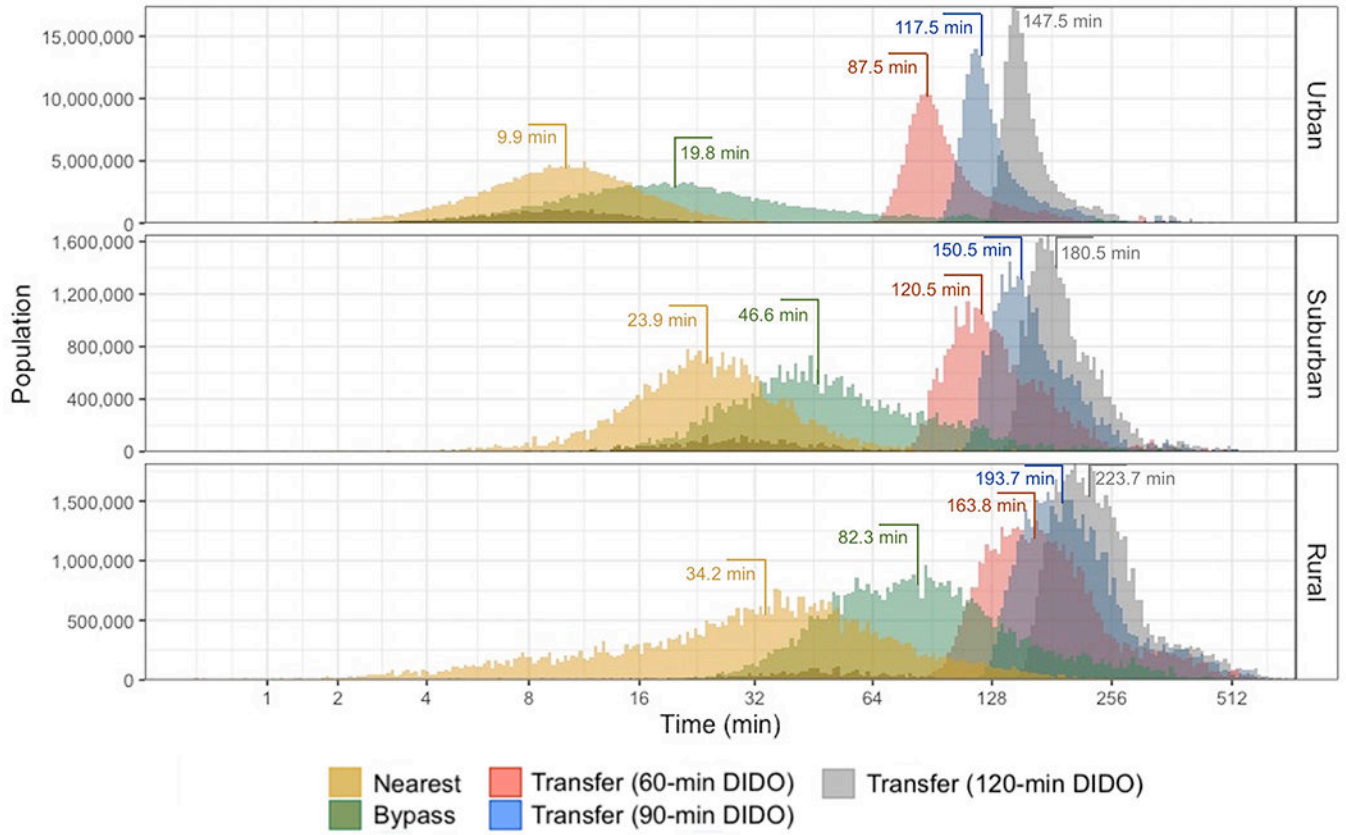 117.5 min
147.5 min
15,000,000
87.5 min
10,000,000
9.9 min
19.8 min
5,000,000
0
Urban
1,600,000
150.5 min
180.5 min
120.5 min
1,200,000
23.9 min
46.6 min
800,000
400,000
0
Suburban
Population
193.7 min
223.7 min
1,500,000
163.8 min
82.3 min
1,000,000
34.2 min
500,000
0
Rural
1 2 4 8 16 32 64 128 256 512
Time (min)
Nearest
Transfer (60-min DIDO)
Transfer (120-min DIDO)
Bypass
Transfer (90-min DIDO)